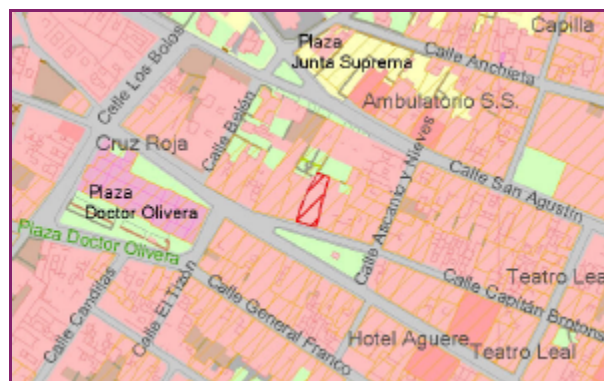 Capilla
Plaza
Junta Suprema
Calle Anchieta
Calle Los Bolos
Ambulatorio S.S.
Calle Belén
Cruz Roja
Calle Ascanio y Nieves
Calle San Agustín
Plaza
Doctor Olivera
Plaza Doctor Olivera
Calle Candilas
Calle El Tizón
Calle General Franco
Calle Capitán Brotons
Teatro Leal
Hotel Aguere
Teatro Leal